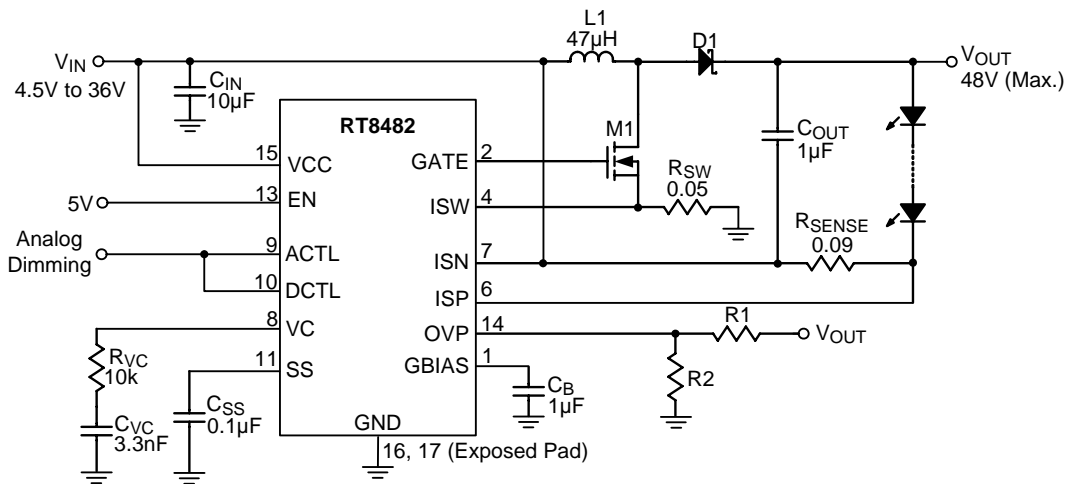 L1
47µH
D1
VIN
4.5V to 36V
CIN
10µF
VOUT
48V (Max.)
RT8482
M1
COUT
1µF
15
VCC
GATE
2
RSW
0.05
5V
13
EN
ISW
4
RSENSE
0.09
Analog
Dimming
9
ACTL
ISN
7
10
DCTL
ISP
6
8
VC
OVP
14
R1
VOUT
RVC
10k
11
SS
GBIAS
1
R2
CB
1µF
CSS
0.1µF
CVC
3.3nF
GND
16, 17 (Exposed Pad)